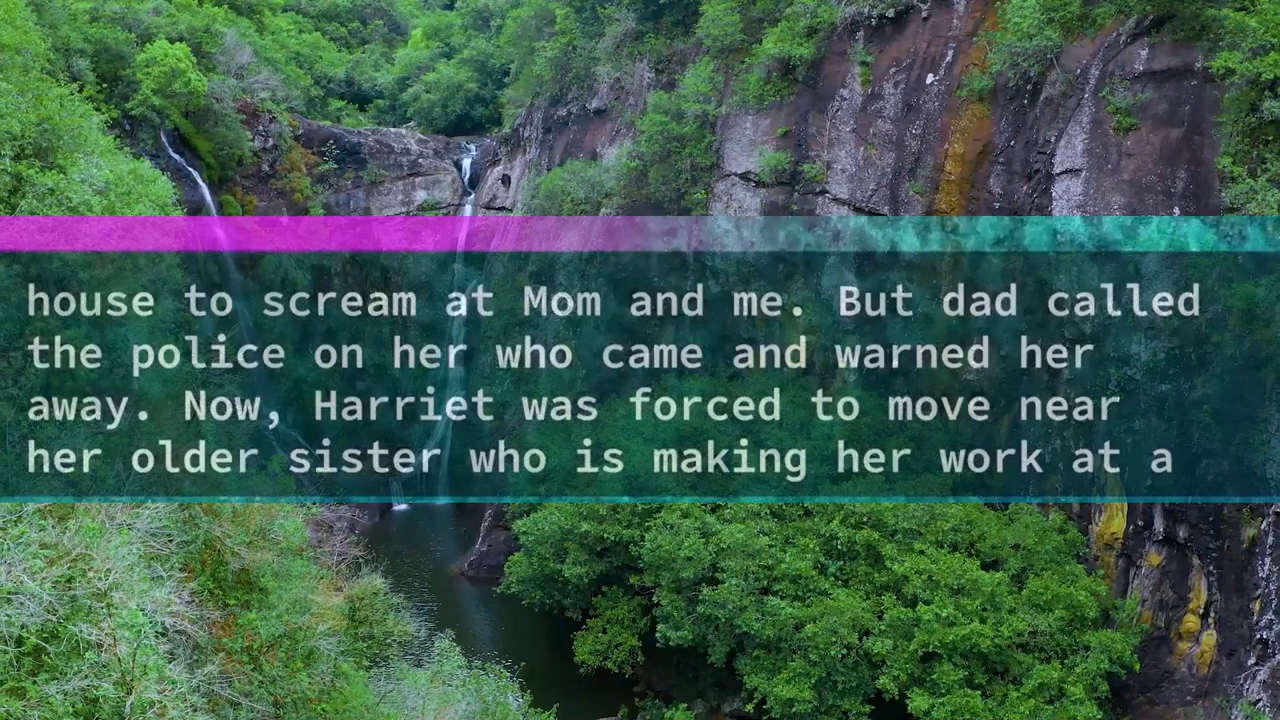 house to scream at Mom and me. But dad called
the police on her who came and warned her
away. Now, Harriet was forced to move near
her older sister who is making her work at a